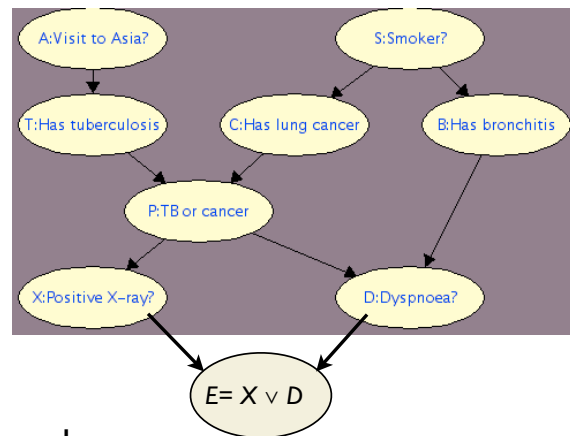 A:Visit to Asia?
S:Smoker?
T:Has tuberculosis
C:Has lung cancer
B:Has bronchitis
P:TB or cancer
X:Positive X-ray?
D:Dyspnoea?
E= X ∨ D